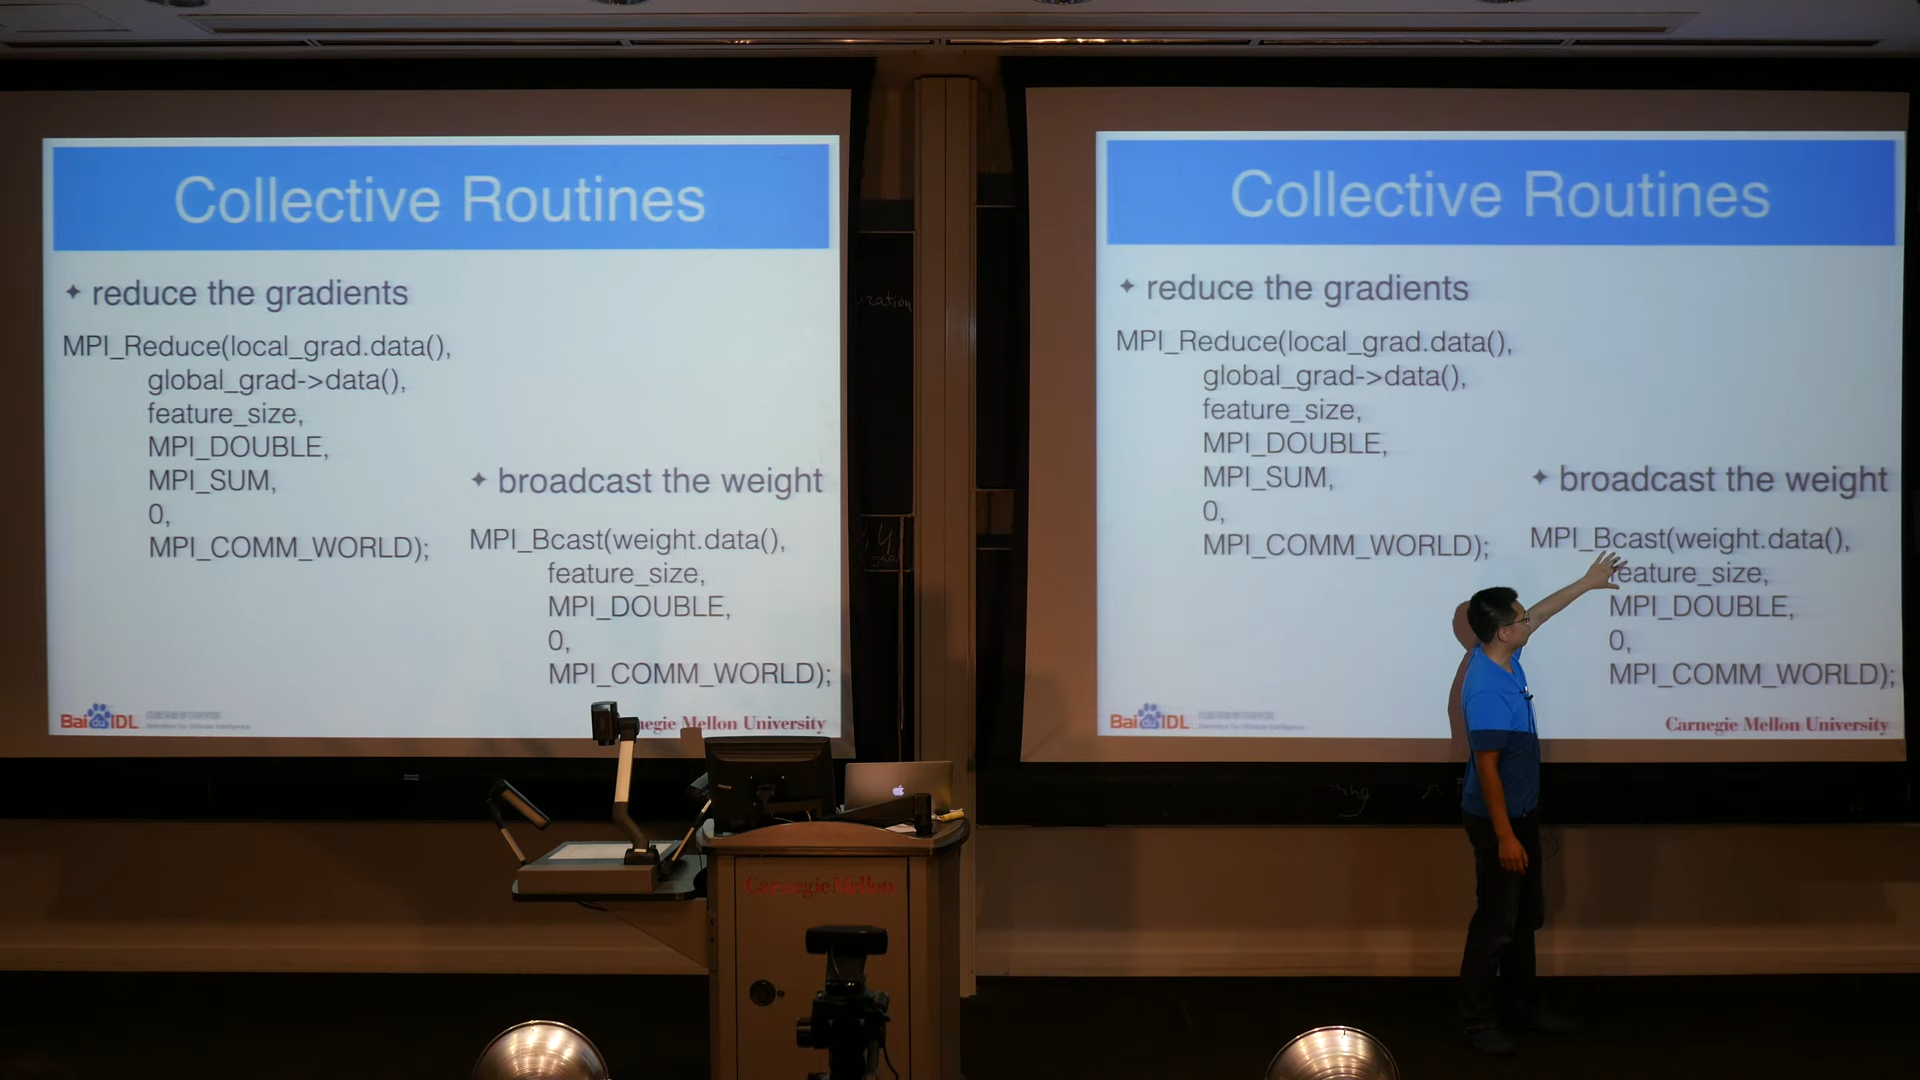 Collective Routines
✦ reduce the gradients
MPI_Reduce(local_grad.data(),
global_grad->data(),
feature_size,
MPI_DOUBLE,
MPI_SUM,
0,
MPI_COMM_WORLD);
✦ broadcast the weight
MPI_Bcast(weight.data(),
feature_size,
MPI_DOUBLE,
0,
MPI_COMM_WORLD);
Bai du IDL
negie Mellon University
Collective Routines
✦ reduce the gradients
MPI_Reduce(local_grad.data(),
global_grad->data(),
feature_size,
MPI_DOUBLE,
MPI_SUM,
0,
MPI_COMM_WORLD);
✦ broadcast the weight
MPI_Bcast(weight.data(),
feature_size,
MPI_DOUBLE,
0,
MPI_COMM_WORLD);
Bai du IDL
Carnegie Mellon University
Carnegie Mellon